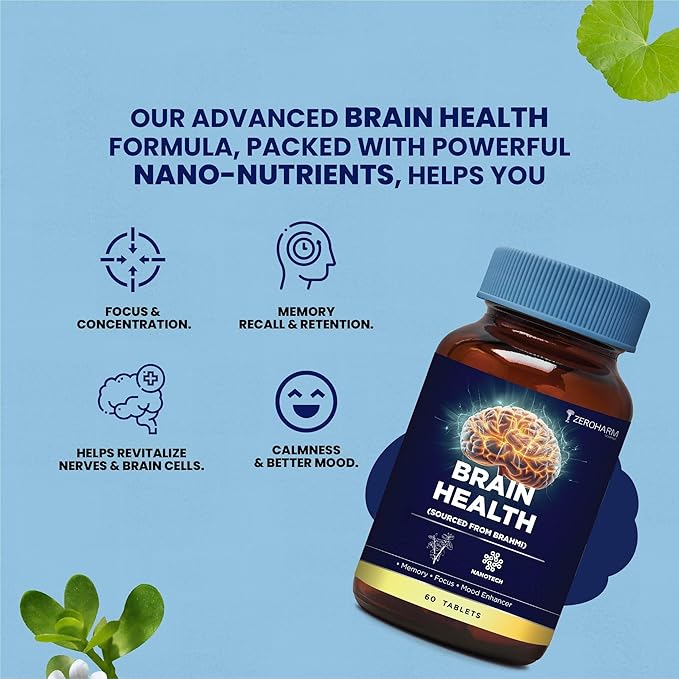 OUR ADVANCED BRAIN HEALTH
FORMULA, PACKED WITH POWERFUL
NANO-NUTRIENTS, HELPS YOU
FOCUS &
CONCENTRATION.
MEMORY
RECALL & RETENTION.
HELPS REVITALIZE
NERVES & BRAIN CELLS.
CALMNESS
& BETTER MOOD.
ZEROHARM
BRAIN
HEALTH
(SOURCED FROM BRAHMI)
NANOTECH
• Memory • Focus • Mood Enhancer
60 TABLETS